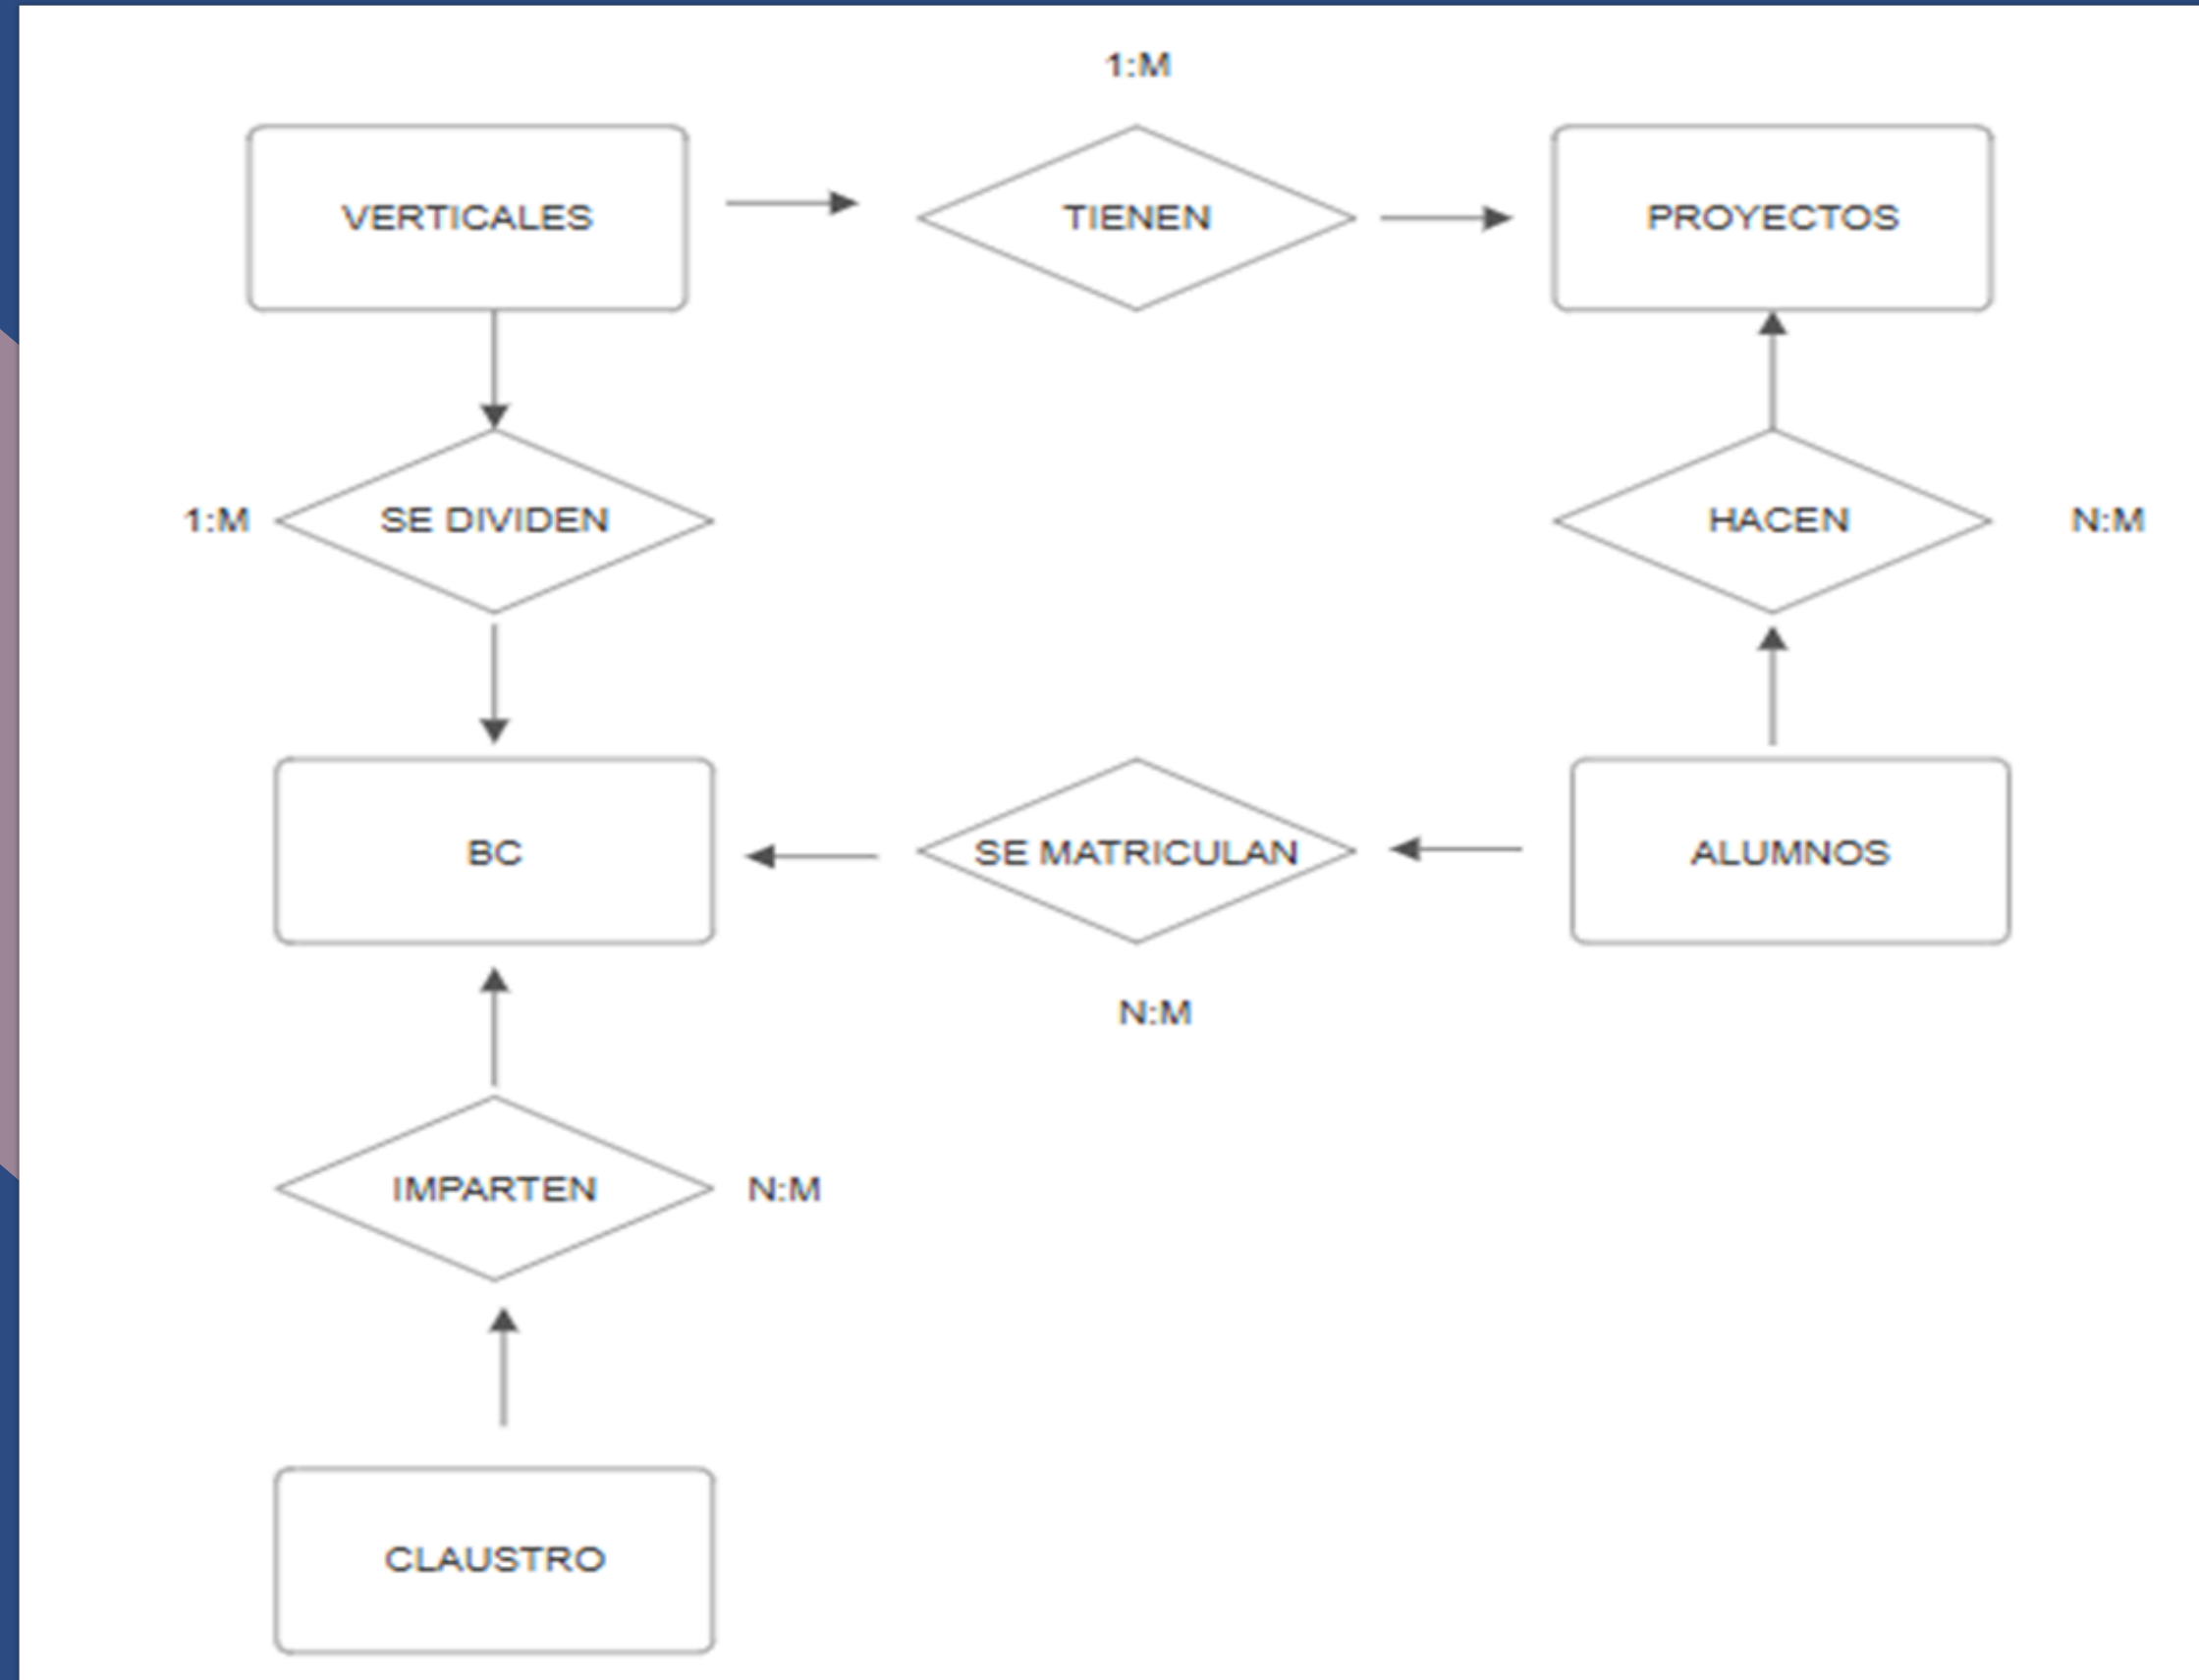 1:M
VERTICALES
TIENEN
PROYECTOS
1:M
SE DIVIDEN
HACEN
N:M
BC
SE MATRICULAN
ALUMNOS
N:M
IMPARTEN
N:M
CLAUSTRO